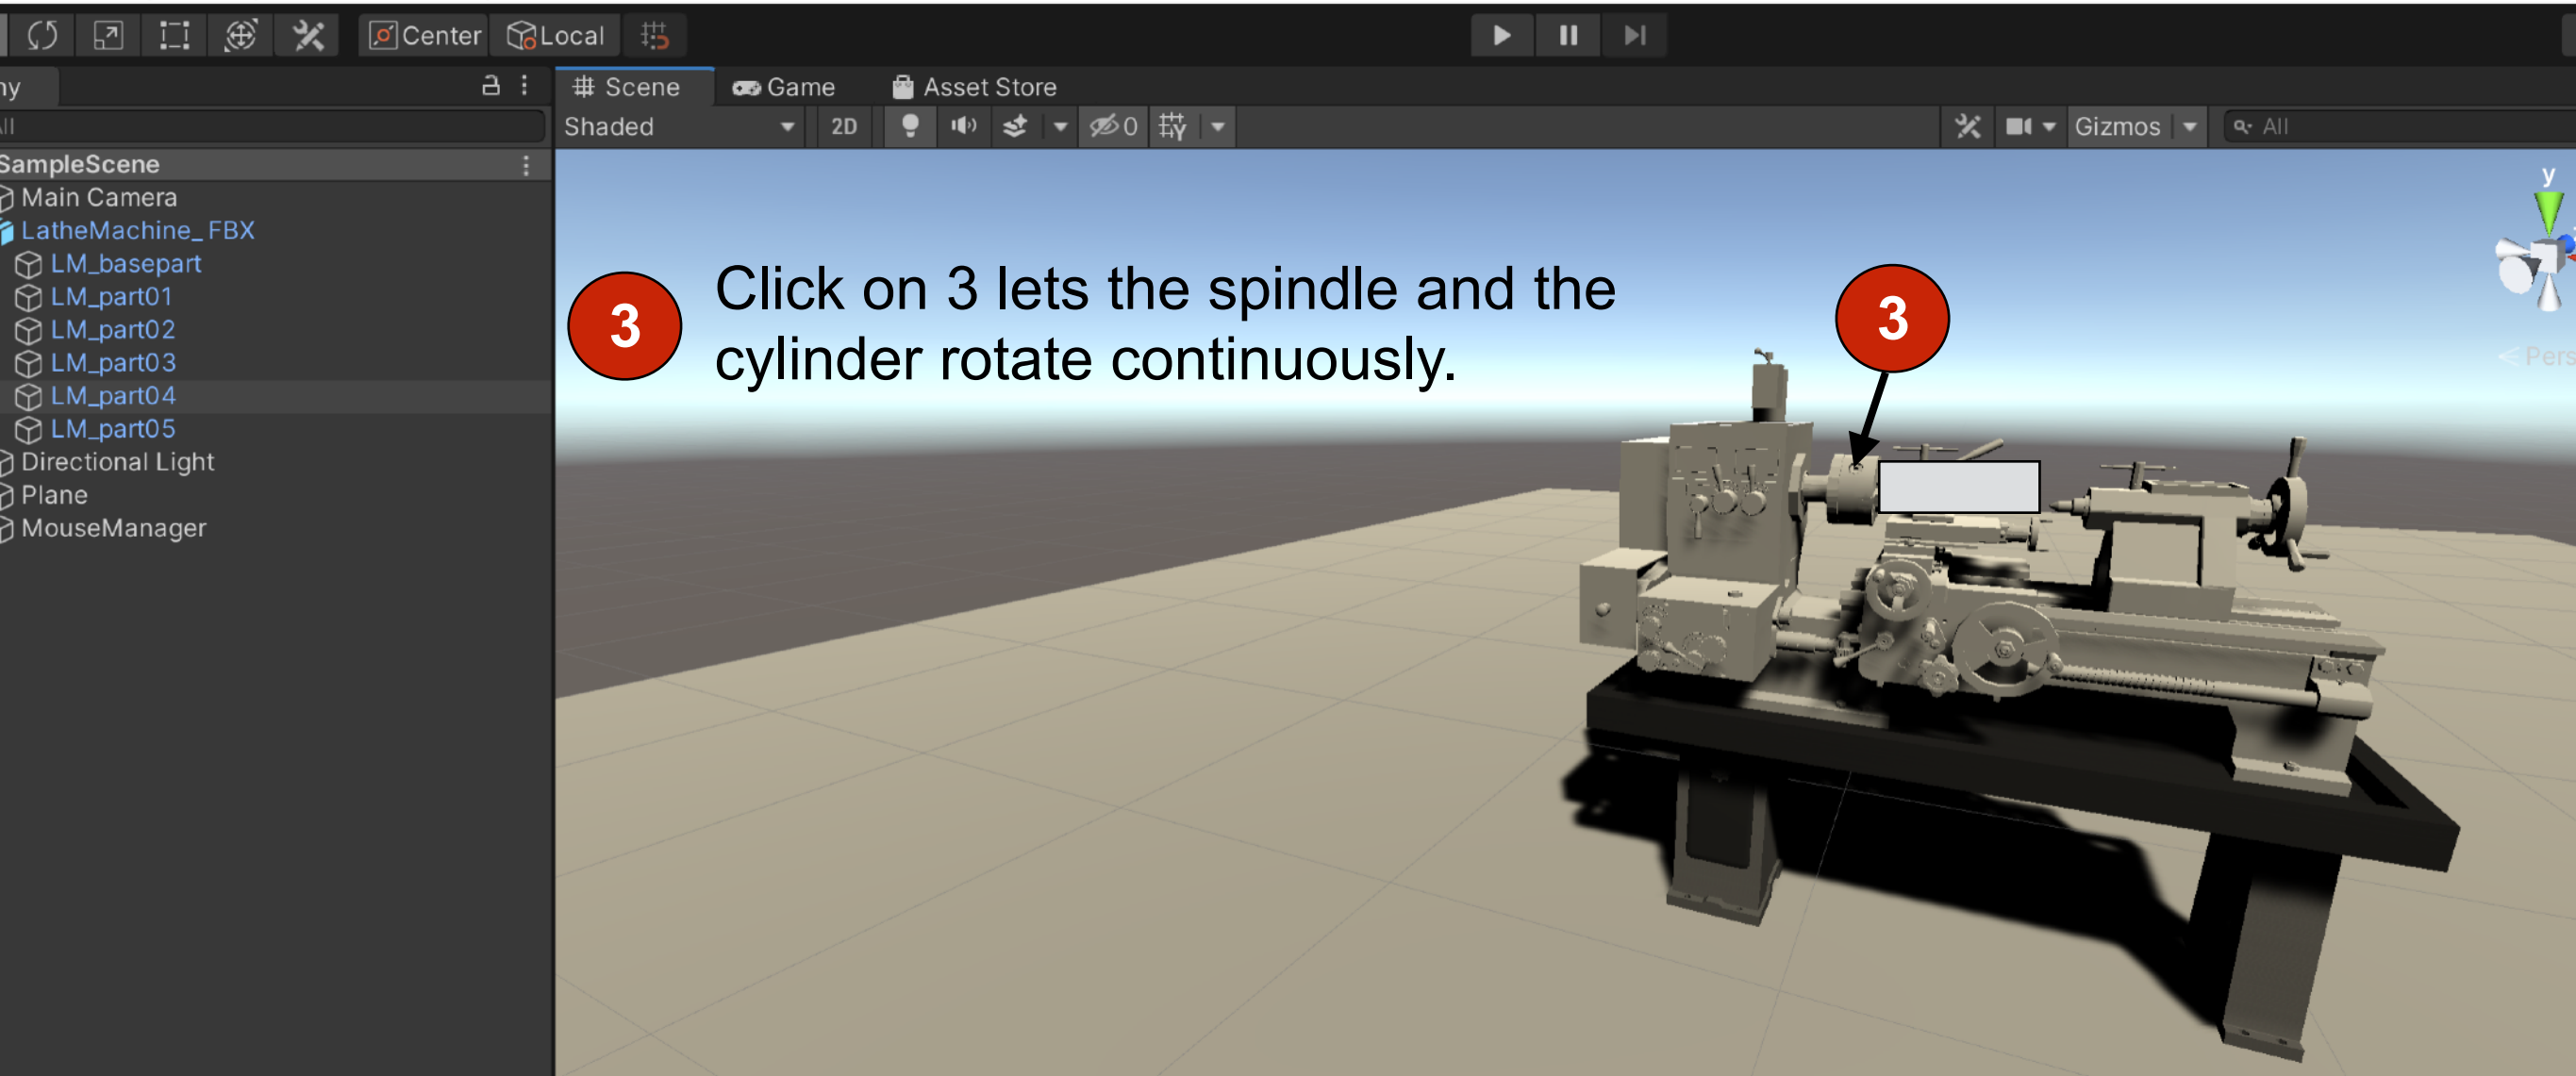 Center
Local
Scene
Game
Asset Store
Shaded
2D
0
Gizmos
All
SampleScene
Main Camera
LatheMachine_FBX
LM_basepart
LM_part01
LM_part02
LM_part03
LM_part04
LM_part05
Directional Light
Plane
MouseManager
3
Click on 3 lets the spindle and the
cylinder rotate continuously.
3
y